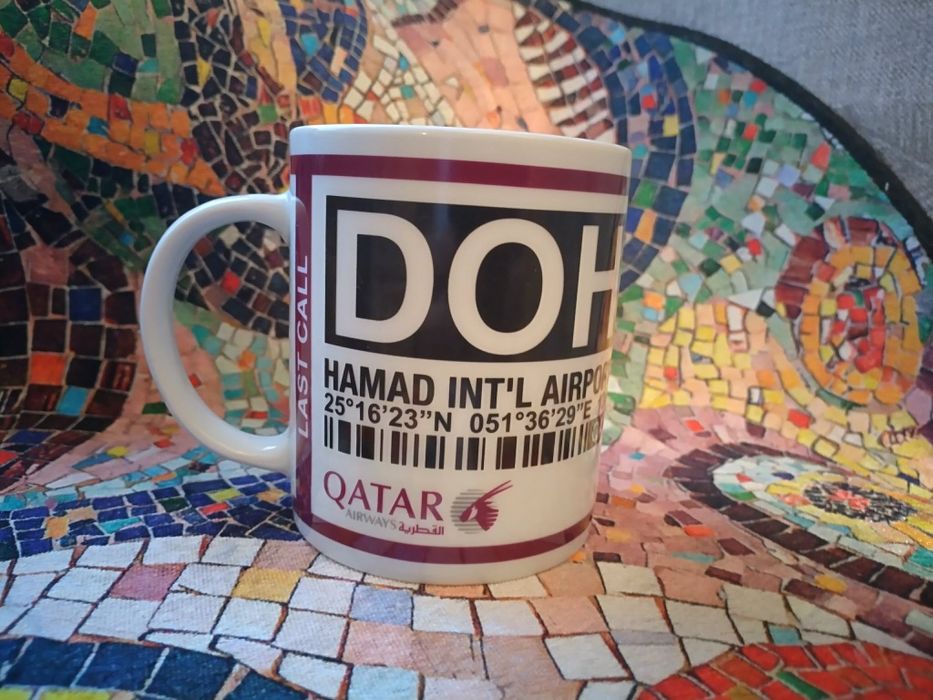 LAST CALL
DOH
HAMAD INT'L AIRPOR
25°16'23”N 051°36'29”E
QATAR
AIRWAYS القطرية